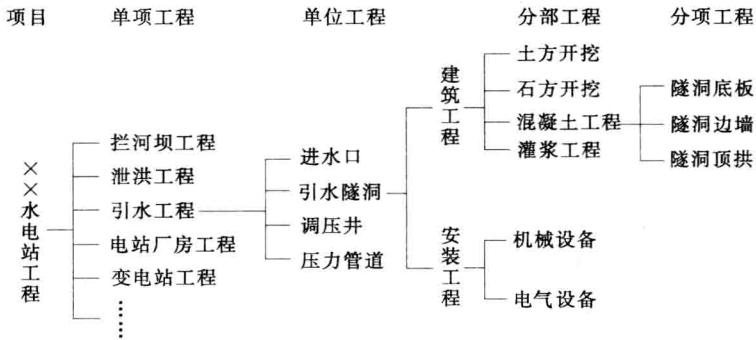 项目 单项工程 单位工程 分部工程 分项工程
××水电站工程
拦河坝工程
泄洪工程
引水工程
电站厂房工程
变电站工程
……
进水口
引水隧洞
调压井
压力管道
建筑工程
土方开挖
石方开挖
混凝土工程
灌浆工程
隧洞底板
隧洞边墙
隧洞顶拱
安装工程
机械设备
电气设备